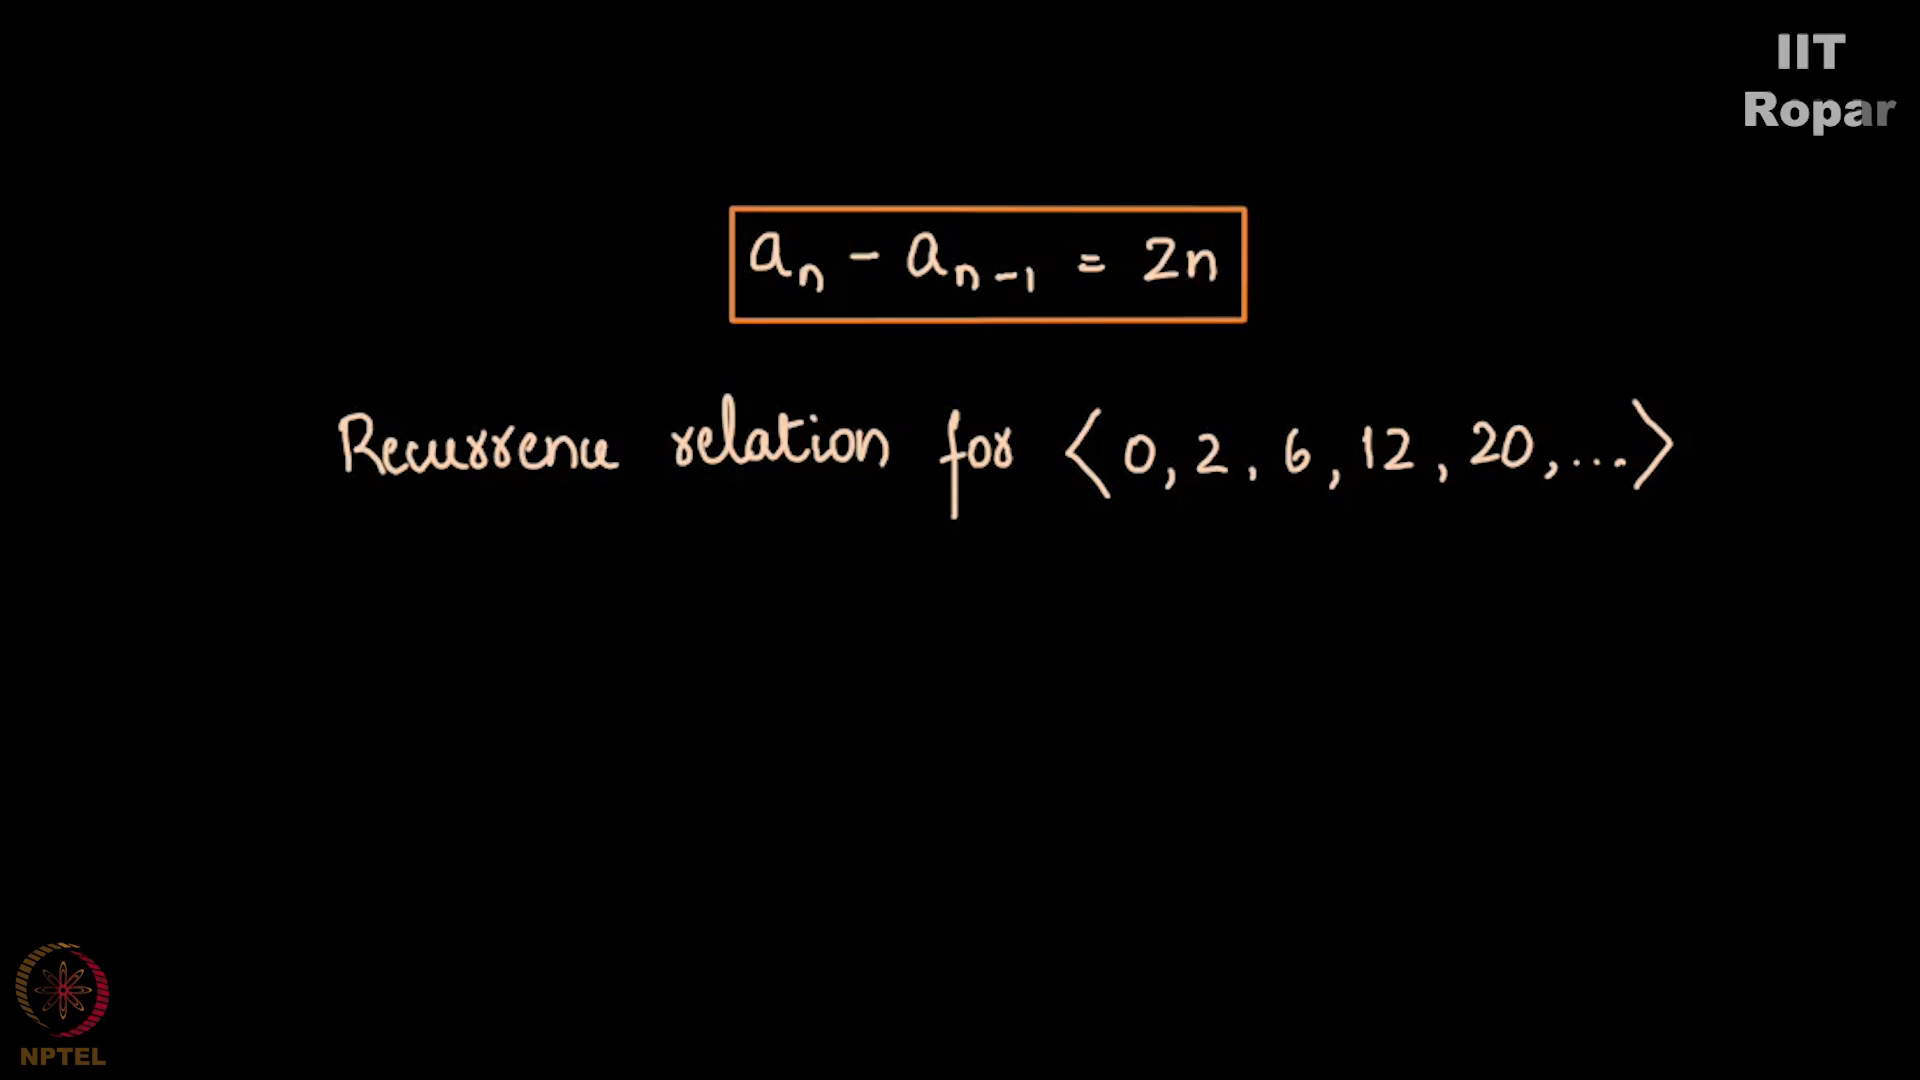 IIT
Ropar
aₙ - aₙ₋₁ = 2n
Recurrence relation for ⟨0, 2, 6, 12, 20, ...⟩
NPTEL